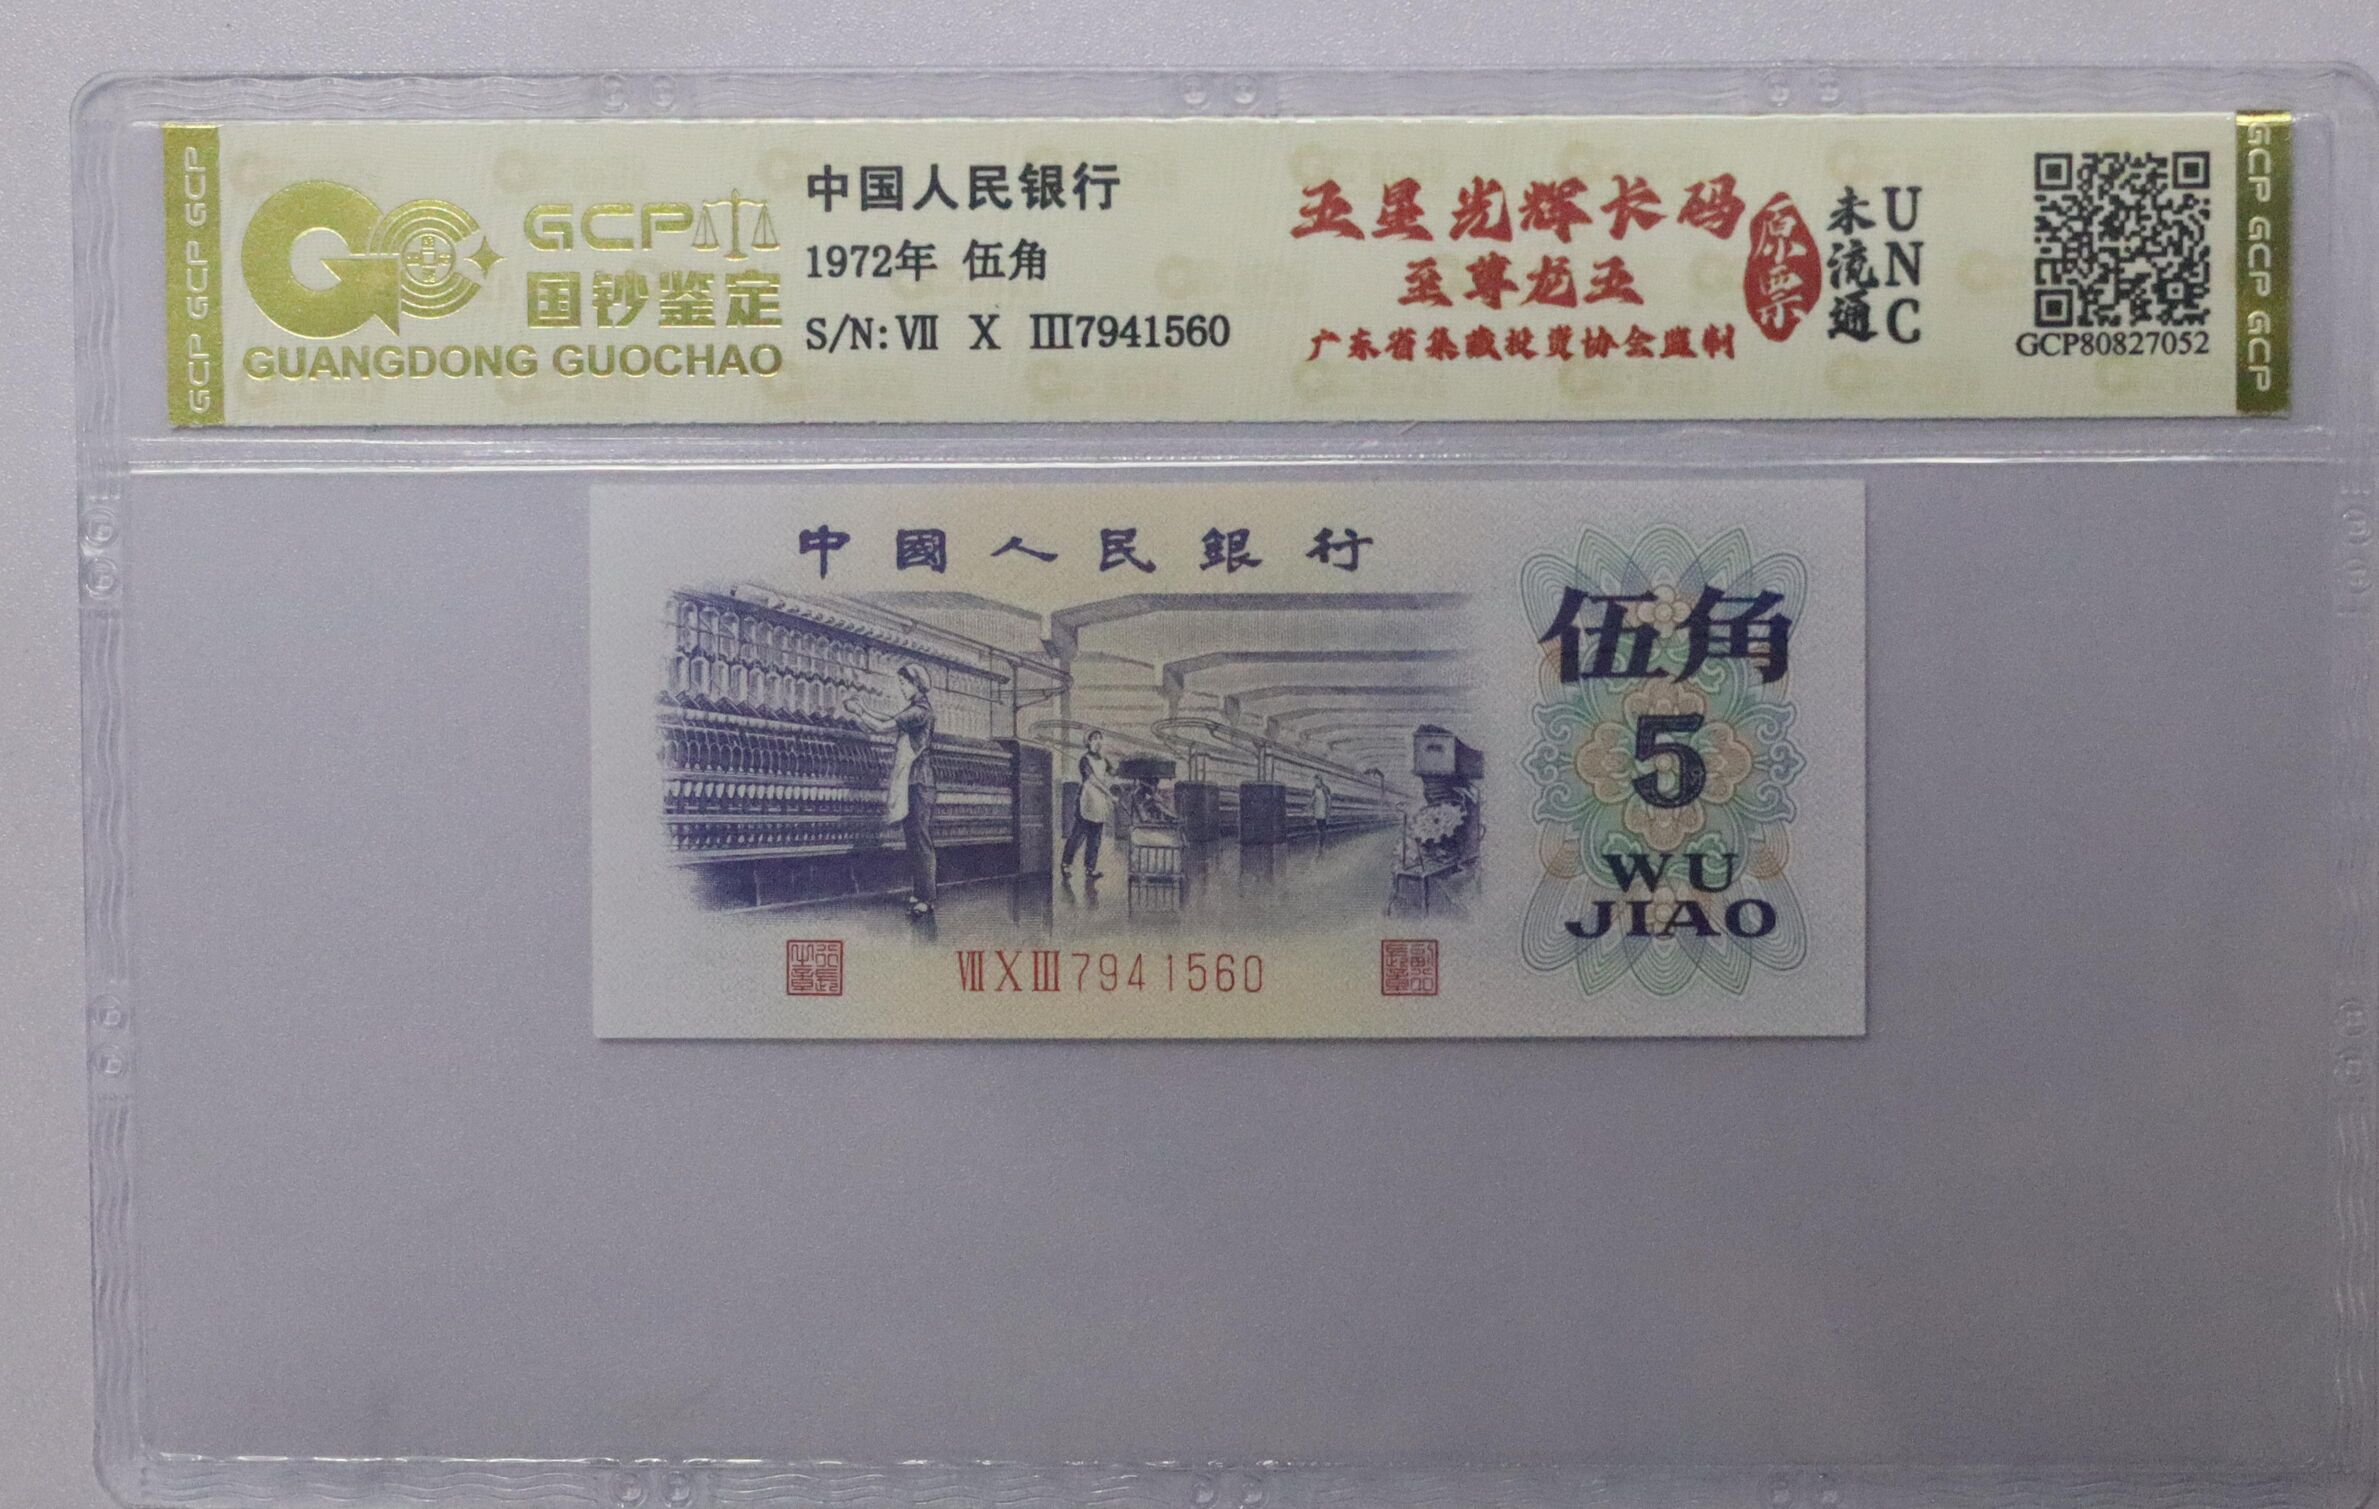 GCP GCP GCP
GCP
国钞鉴定
GUANGDONG GUOCHAO
中国人民银行
1972年 伍角
S/N: Ⅶ Ⅹ Ⅲ7941560
五星光辉长码
至尊龙五
广东省集藏投资协会监制
原票
未流通
UNC
GCP80827052
GCP GCP GCP
中國人民銀行
伍角
5
WU
JIAO
ⅦⅩⅢ7941560